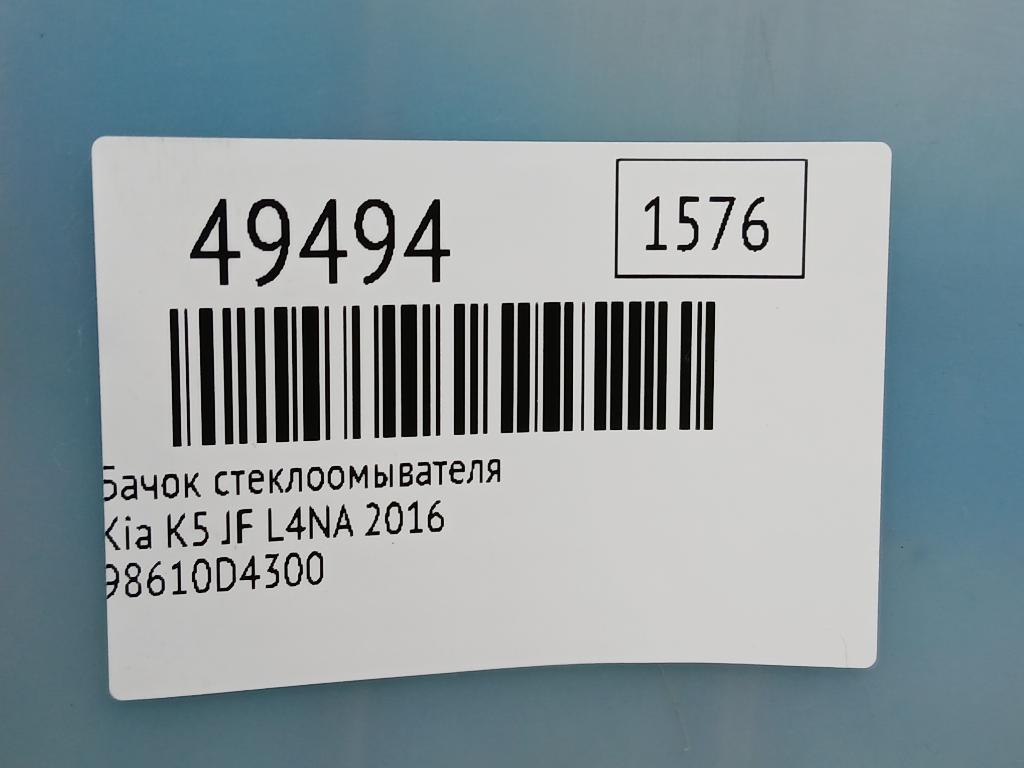 49494
1576
Бачок стеклоомывателя
Kia K5 JF L4NA 2016
98610D4300